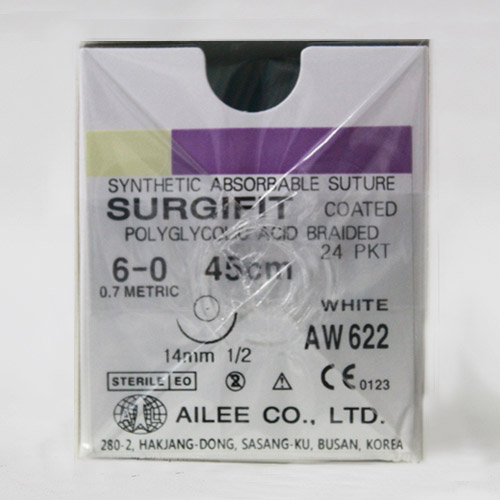 SYNTHETIC ABSORBABLE SUTURE
SURGIFIT COATED
POLYGLYCOLIC ACID BRAIDED
24 PKT
6-0 45cm
0.7 METRIC
WHITE
AW622
14mm 1/2
STERILE EO
2
CE 0123
AILEE CO., LTD.
280-2, HAKJANG-DONG, SASANG-KU, BUSAN, KOREA